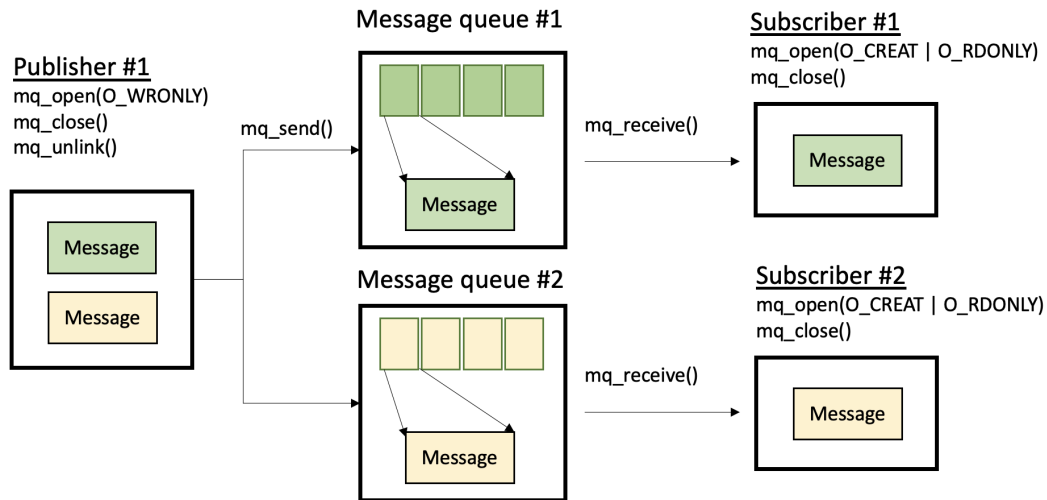 Publisher #1
mq_open(O_WRONLY)
mq_close()
mq_unlink()
Message
Message
mq_send()
Message queue #1
Message
Message queue #2
Message
mq_receive()
mq_receive()
Subscriber #1
mq_open(O_CREAT | O_RDONLY)
mq_close()
Message
Subscriber #2
mq_open(O_CREAT | O_RDONLY)
mq_close()
Message